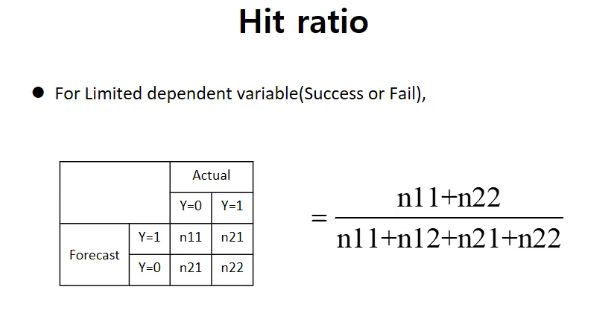 Hit ratio
● For Limited dependent variable(Success or Fail),
Actual
Y=0 Y=1
Forecast
Y=1 n11 n21
Y=0 n21 n22
=
n11+n22
n11+n12+n21+n22